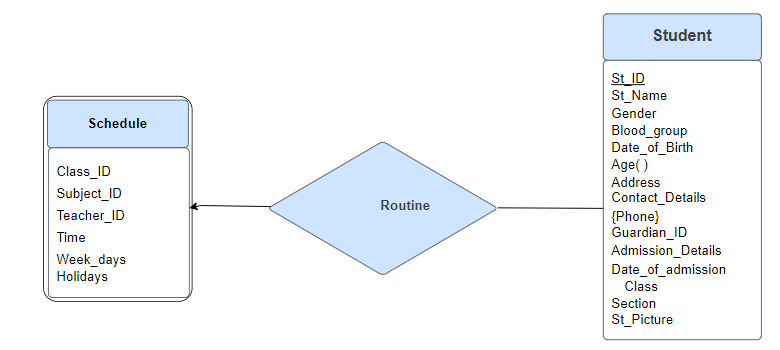 Schedule
Class_ID
Subject_ID
Teacher_ID
Time
Week_days
Holidays
Routine
Student
St_ID
St_Name
Gender
Blood_group
Date_of_Birth
Age( )
Address
Contact_Details
{Phone}
Guardian_ID
Admission_Details
Date_of_admission
Class
Section
St_Picture